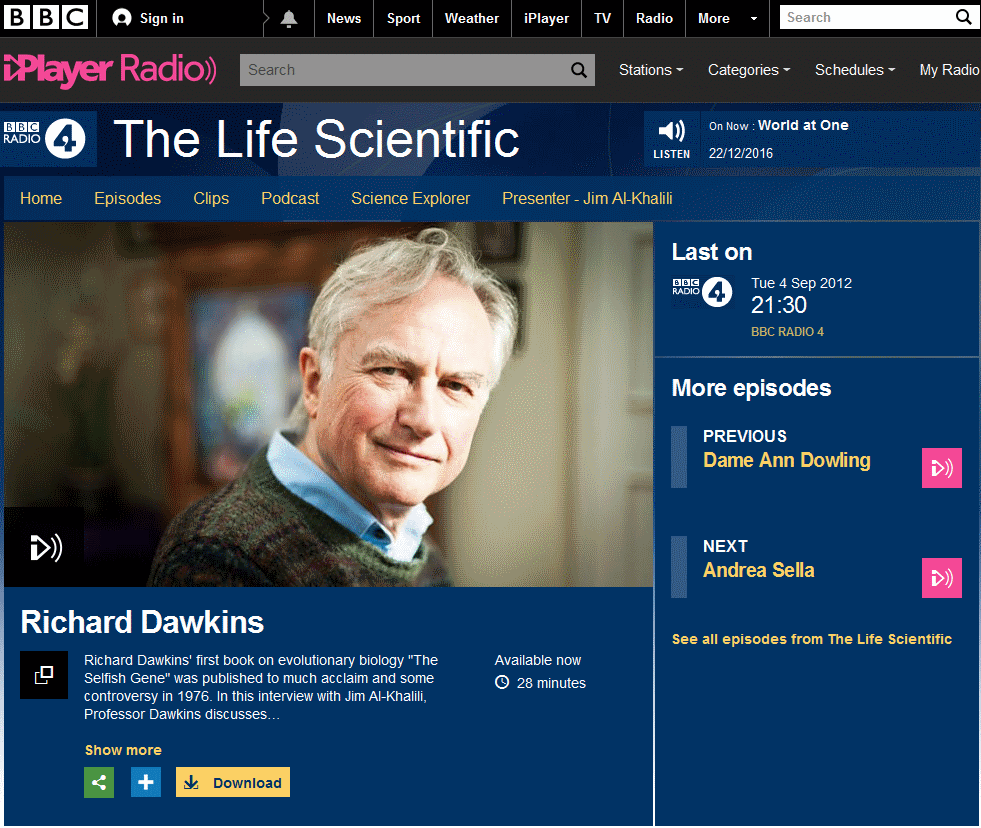 BBC Sign in News Sport Weather iPlayer TV Radio More Search
iPlayer Radio Search Stations Categories Schedules My Radio
BBC
RADIO 4
The Life Scientific
LISTEN
On Now : World at One
22/12/2016
Home Episodes Clips Podcast Science Explorer Presenter - Jim Al-Khalili
Last on
BBC
RADIO 4
Tue 4 Sep 2012
21:30
BBC RADIO 4
More episodes
PREVIOUS
Dame Ann Dowling
NEXT
Andrea Sella
See all episodes from The Life Scientific
Richard Dawkins
Richard Dawkins' first book on evolutionary biology "The
Selfish Gene" was published to much acclaim and some
controversy in 1976. In this interview with Jim Al-Khalili,
Professor Dawkins discusses…
Available now
28 minutes
Show more
Download